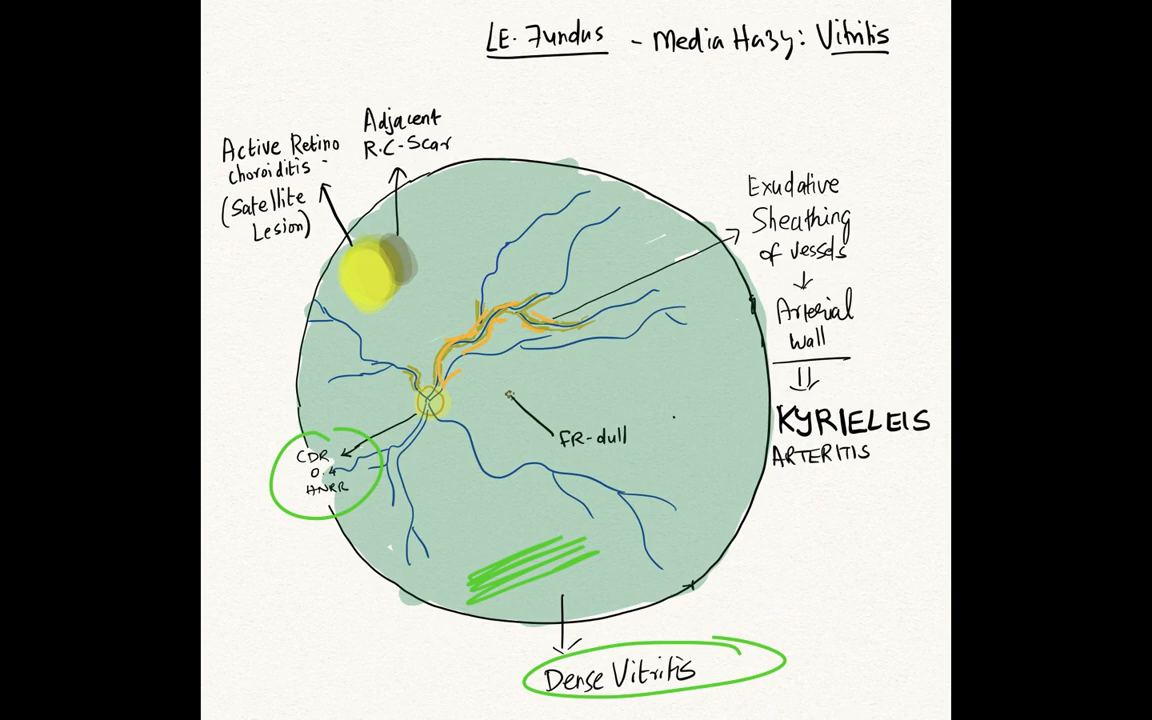 LE. Fundus - Media Hazy: Vitritis
Adjacent
R.C-Scar
Active Retino
choroiditis
(Satellite
Lesion)
Exudative
Sheathing
of vessels
Arterial
Wall
KYRIELEIS
ARTERITIS
FR-dull
CDR
0.4
HNRR
Dense Vitritis